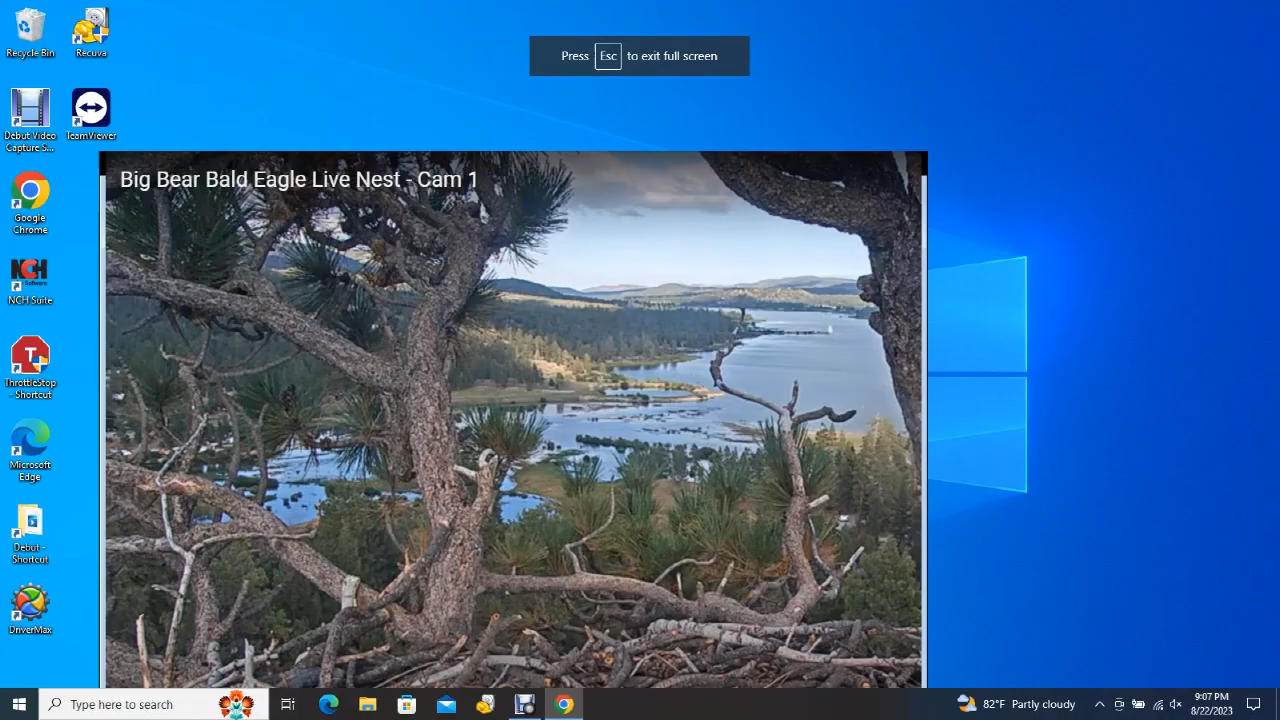 Recycle Bin
Recuva
Debut Video
Capture S...
TeamViewer
Google
Chrome
NCH
Software
NCH Suite
T
ThrottleStop
- Shortcut
Microsoft
Edge
Debut -
Shortcut
DriverMax
Press Esc to exit full screen
Big Bear Bald Eagle Live Nest - Cam 1
Type here to search
82°F Partly cloudy
9:07 PM
8/22/2023